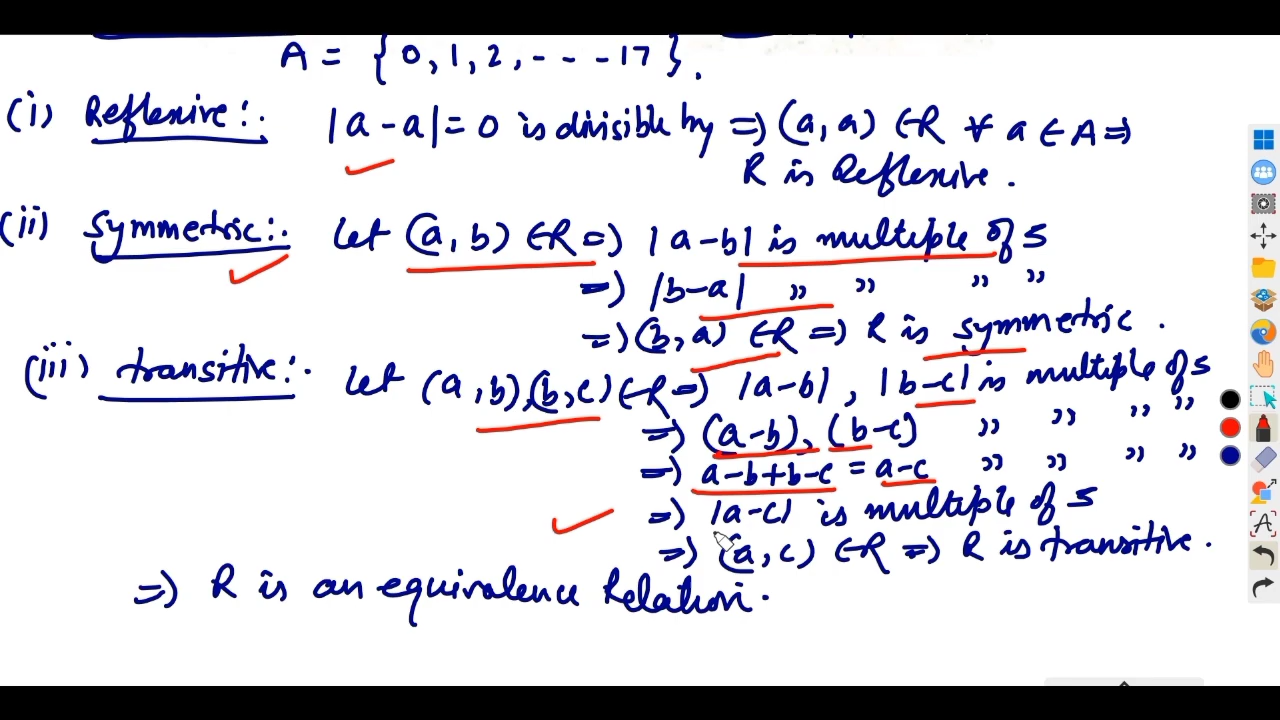 A = { 0, 1, 2, - - - 17 }.
(i) Reflexive:. |a - a| = 0 is divisible by => (a, a) ∈ R ∀ a ∈ A =>
R is Reflexive.
(ii) Symmetric:. Let (a, b) ∈ R => |a-b| is multiple of 5
=> |b-a| " " " "
=> (b, a) ∈ R => R is symmetric.
(iii) transitive:. Let (a, b), (b, c) ∈ R => |a-b|, |b-c| is multiple of 5
=> (a-b), (b-c) " " " "
=> a-b+b-c = a-c " " " "
=> |a-c| is multiple of 5
=> (a, c) ∈ R => R is transitive.
=> R is an equivalence Relation.